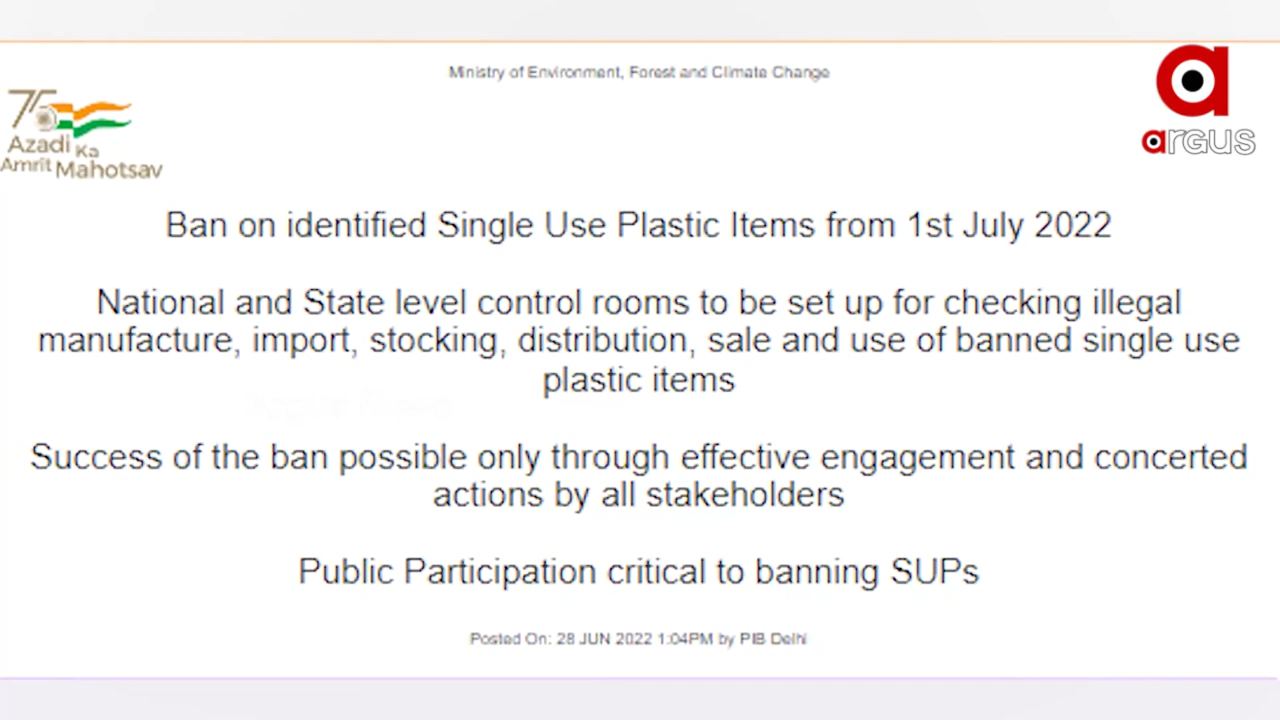 Ministry of Environment, Forest and Climate Change
75
Azadi Ka
Amrit Mahotsav
argus
Ban on identified Single Use Plastic Items from 1st July 2022
National and State level control rooms to be set up for checking illegal
manufacture, import, stocking, distribution, sale and use of banned single use
plastic items
Success of the ban possible only through effective engagement and concerted
actions by all stakeholders
Public Participation critical to banning SUPs
Posted On: 28 JUN 2022 1:04PM by PIB Delhi